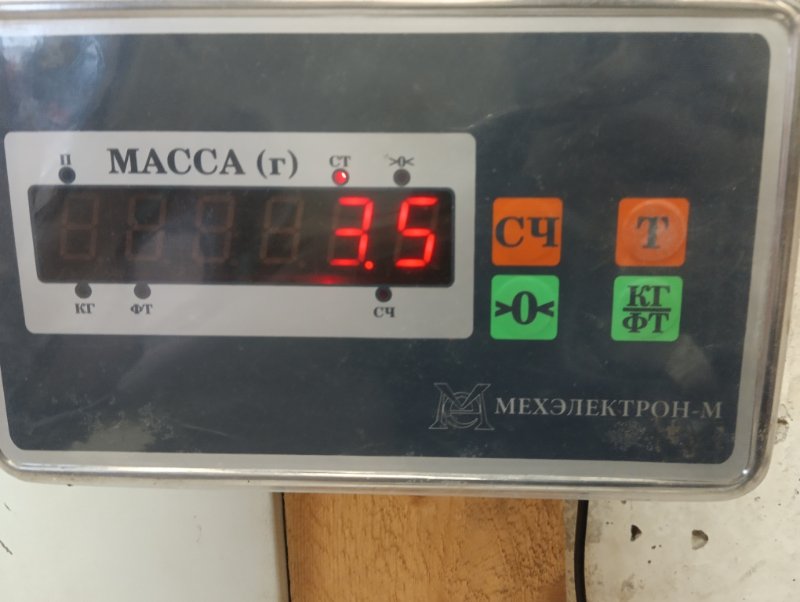 П МАССА (г) СТ >0<
3.5
КГ ФТ СЧ
СЧ Т
>0< КГ/ФТ
МЕХЭЛЕКТРОН-М